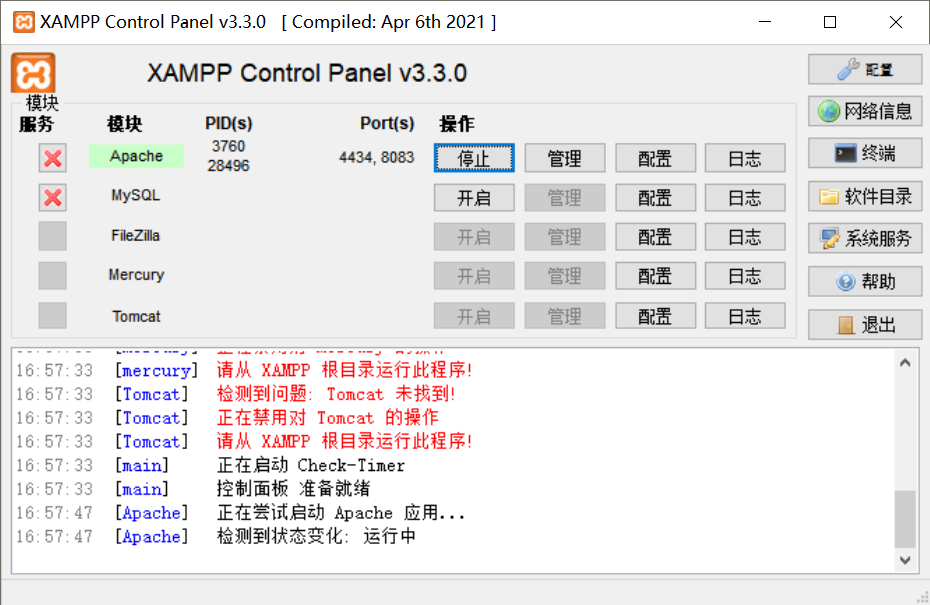 XAMPP Control Panel v3.3.0 [ Compiled: Apr 6th 2021 ]
XAMPP Control Panel v3.3.0
配置
模块
服务 模块 PID(s) Port(s) 操作
网络信息
Apache 3760 28496 4434, 8083 停止 管理 配置 日志
终端
MySQL 开启 管理 配置 日志
软件目录
FileZilla 开启 管理 配置 日志
系统服务
Mercury 开启 管理 配置 日志
帮助
Tomcat 开启 管理 配置 日志
退出
16:57:33 [mercury] 请从 XAMPP 根目录运行此程序!
16:57:33 [Tomcat] 检测到问题: Tomcat 未找到!
16:57:33 [Tomcat] 正在禁用对 Tomcat 的操作
16:57:33 [Tomcat] 请从 XAMPP 根目录运行此程序!
16:57:33 [main] 正在启动 Check-Timer
16:57:33 [main] 控制面板 准备就绪
16:57:47 [Apache] 正在尝试启动 Apache 应用...
16:57:47 [Apache] 检测到状态变化: 运行中